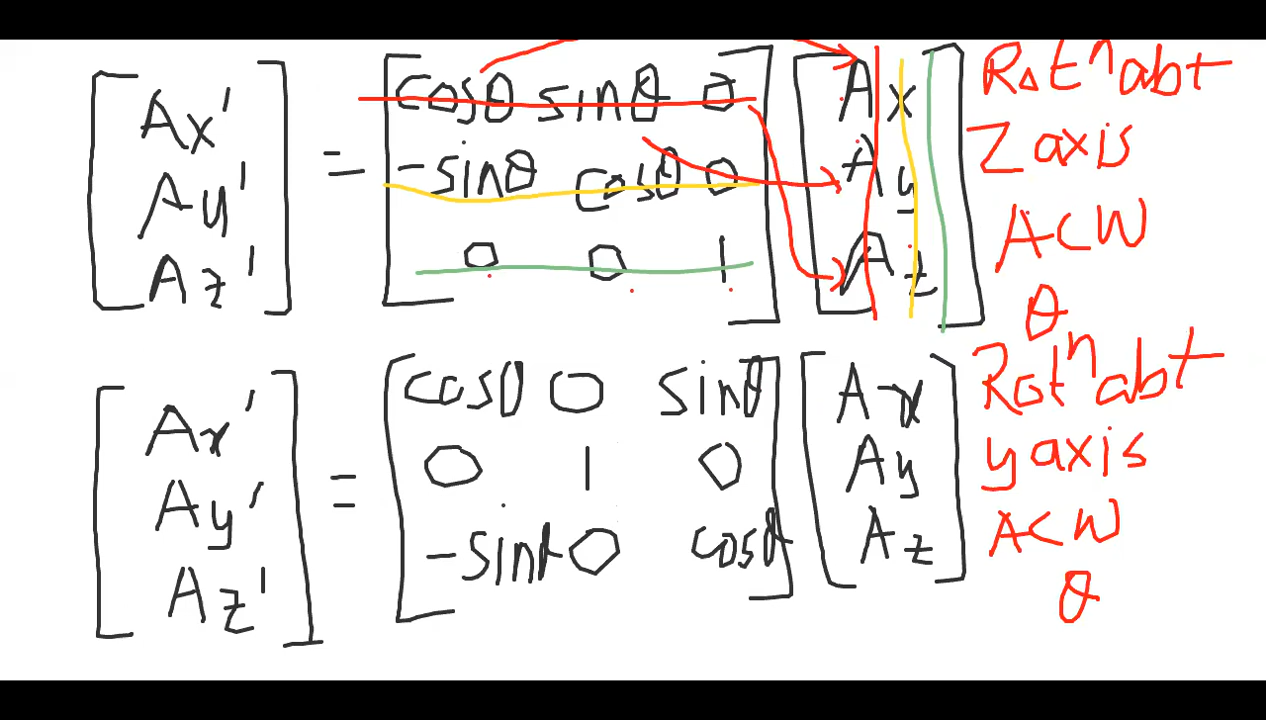 [Ax'] = [cosθ sinθ 0] [Ax] Rotⁿ abt
[Ay'] = [-sinθ cosθ 0] [Ay] Z axis
[Az'] = [0 0 1] [Az] ACW
θ
[Ax'] = [cosθ 0 sinθ] [Ax] Rotⁿ abt
[Ay'] = [0 1 0] [Ay] y axis
[Az'] = [-sinθ 0 cosθ] [Az] ACW
θ